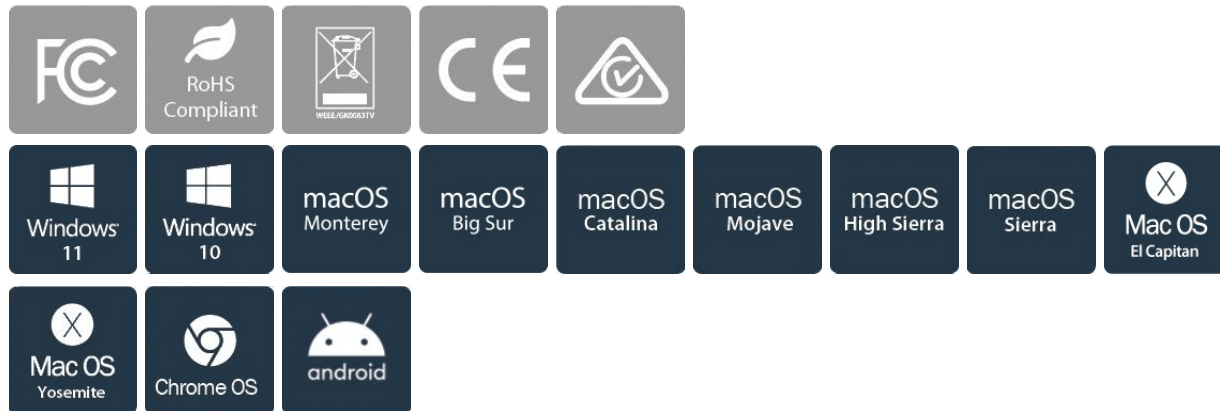 FC
RoHS
Compliant
WEEE/GK0063TV
CE
Windows
11
Windows
10
macOS
Monterey
macOS
Big Sur
macOS
Catalina
macOS
Mojave
macOS
High Sierra
macOS
Sierra
X
Mac OS
El Capitan
X
Mac OS
Yosemite
Chrome OS
android